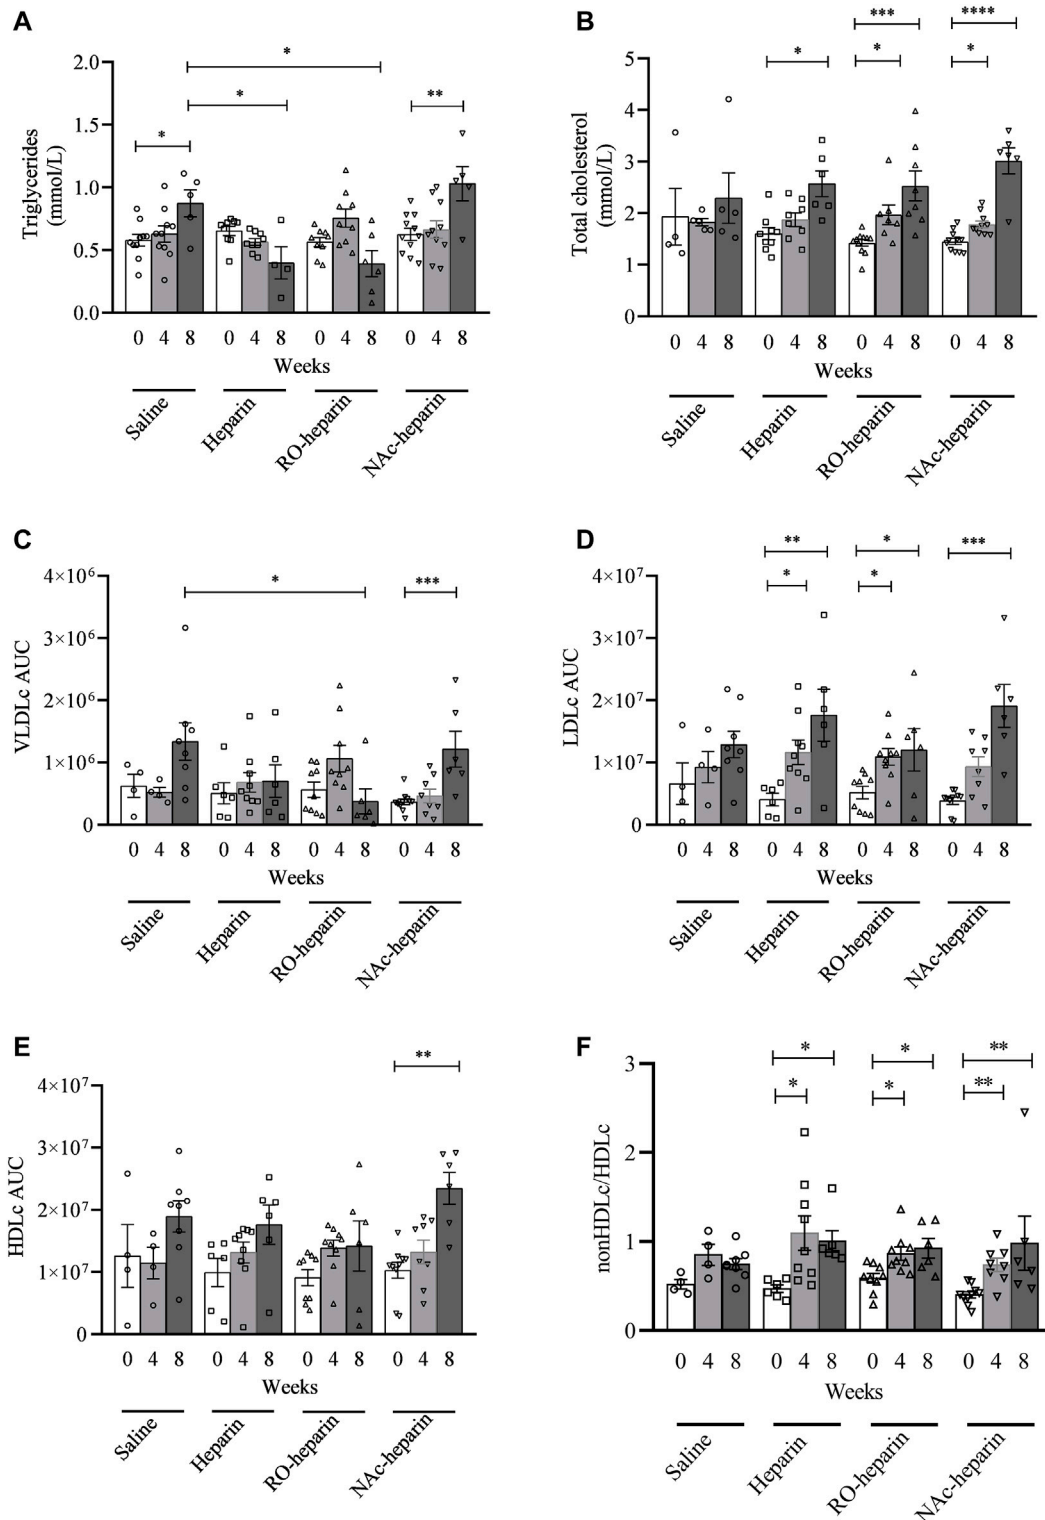 A
Triglycerides
(mmol/L)
2.0
1.5
1.0
0.5
0.0
*
*
*
**
0 4 8 0 4 8 0 4 8 0 4 8
Weeks
Saline
Heparin
RO-heparin
NAc-heparin
B
Total cholesterol
(mmol/L)
5
4
3
2
1
0
*
***
*
****
*
0 4 8 0 4 8 0 4 8 0 4 8
Weeks
Saline
Heparin
RO-heparin
NAc-heparin
C
VLDLc AUC
4×10⁶
3×10⁶
2×10⁶
1×10⁶
0
*
***
0 4 8 0 4 8 0 4 8 0 4 8
Weeks
Saline
Heparin
RO-heparin
NAc-heparin
D
LDLc AUC
4×10⁷
3×10⁷
2×10⁷
1×10⁷
0
**
*
*
*
***
0 4 8 0 4 8 0 4 8 0 4 8
Weeks
Saline
Heparin
RO-heparin
NAc-heparin
E
HDLc AUC
4×10⁷
3×10⁷
2×10⁷
1×10⁷
0
**
0 4 8 0 4 8 0 4 8 0 4 8
Weeks
Saline
Heparin
RO-heparin
NAc-heparin
F
nonHDLc/HDLc
3
2
1
0
*
*
*
*
**
**
0 4 8 0 4 8 0 4 8 0 4 8
Weeks
Saline
Heparin
RO-heparin
NAc-heparin